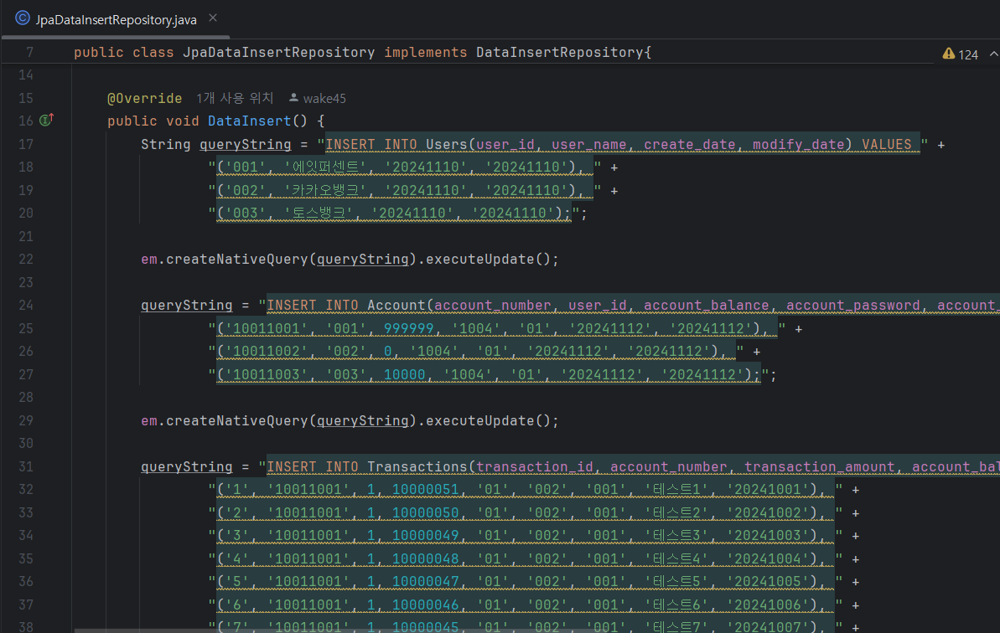 JpaDataInsertRepository.java
7 public class JpaDataInsertRepository implements DataInsertRepository{ 124
14
15 @Override 1개 사용 위치 wake45
16 public void DataInsert() {
17 String queryString = "INSERT INTO Users(user_id, user_name, create_date, modify_date) VALUES " +
18 "('001', '에잇퍼센트', '20241110', '20241110'), " +
19 "('002', '카카오뱅크', '20241110', '20241110'), " +
20 "('003', '토스뱅크', '20241110', '20241110');";
21
22 em.createNativeQuery(queryString).executeUpdate();
23
24 queryString = "INSERT INTO Account(account_number, user_id, account_balance, account_password, account_
25 "('10011001', '001', 999999, '1004', '01', '20241112', '20241112'), " +
26 "('10011002', '002', 0, '1004', '01', '20241112', '20241112'), " +
27 "('10011003', '003', 10000, '1004', '01', '20241112', '20241112');";
28
29 em.createNativeQuery(queryString).executeUpdate();
30
31 queryString = "INSERT INTO Transactions(transaction_id, account_number, transaction_amount, account_bal
32 "('1', '10011001', 1, 10000051, '01', '002', '001', '테스트1', '20241001'), " +
33 "('2', '10011001', 1, 10000050, '01', '002', '001', '테스트2', '20241002'), " +
34 "('3', '10011001', 1, 10000049, '01', '002', '001', '테스트3', '20241003'), " +
35 "('4', '10011001', 1, 10000048, '01', '002', '001', '테스트4', '20241004'), " +
36 "('5', '10011001', 1, 10000047, '01', '002', '001', '테스트5', '20241005'), " +
37 "('6', '10011001', 1, 10000046, '01', '002', '001', '테스트6', '20241006'), " +
38 "('7', '10011001', 1, 10000045, '01', '002', '001', '테스트7', '20241007'), " +